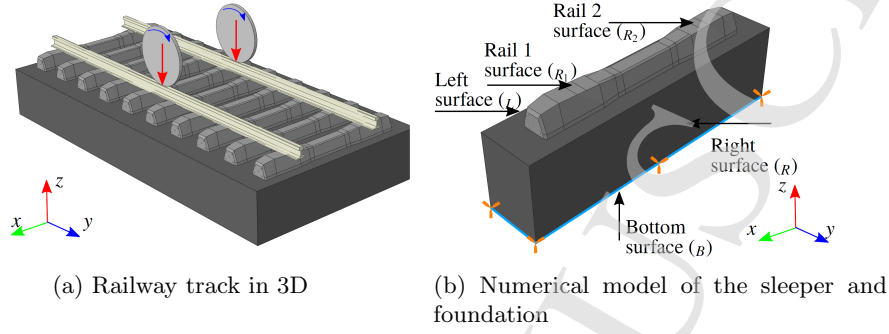 Rail 2
surface (R₂)
Rail 1
surface (R₁)
Left
surface (L)
Right
surface (R)
Bottom
surface (B)
z
x
y
z
x
y
(a) Railway track in 3D
(b) Numerical model of the sleeper and
foundation